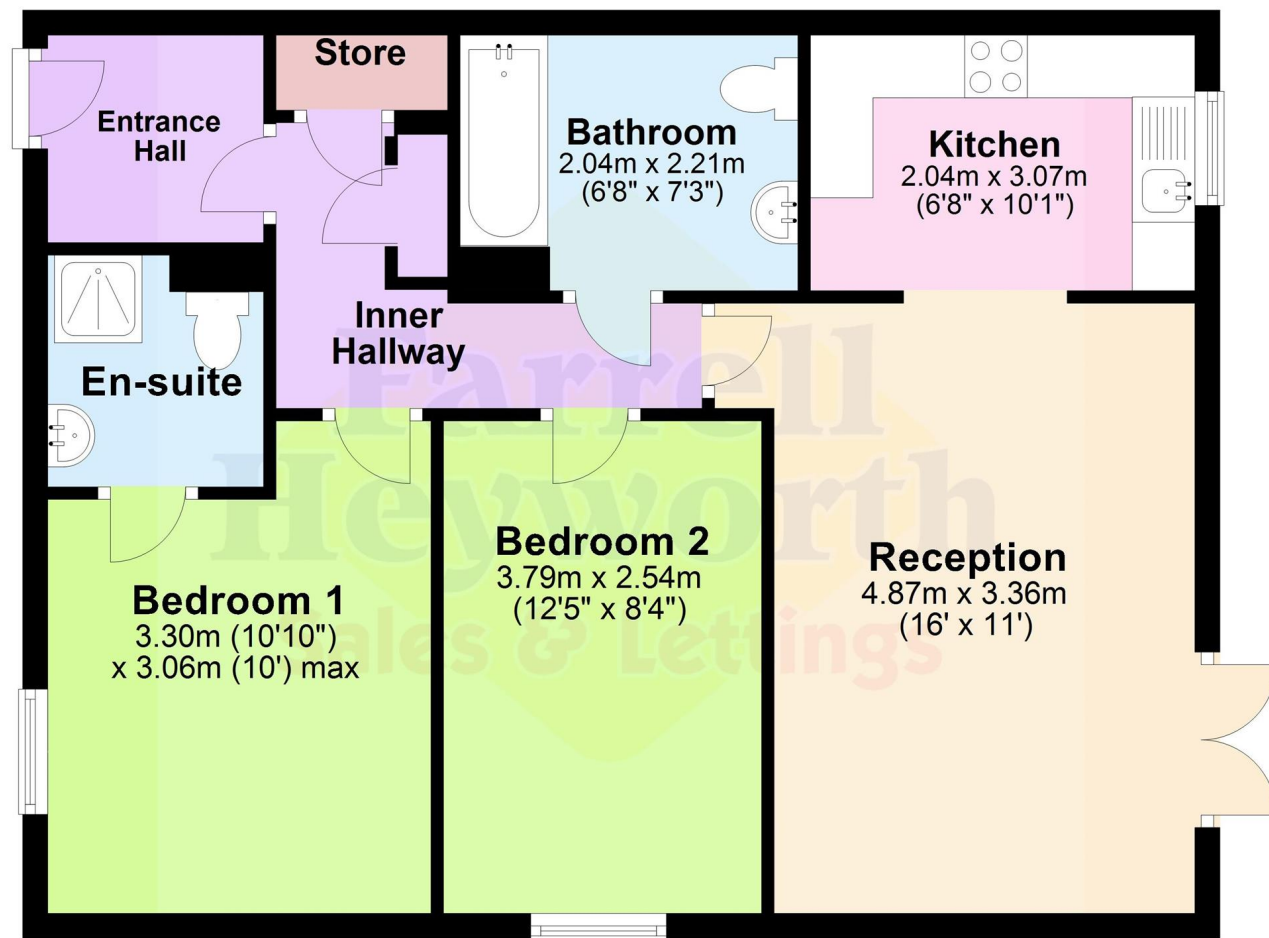 Store
Entrance
Hall
Bathroom
2.04m x 2.21m
(6'8" x 7'3")
Kitchen
2.04m x 3.07m
(6'8" x 10'1")
Inner
Hallway
En-suite
Bedroom 1
3.30m (10'10")
x 3.06m (10') max
Bedroom 2
3.79m x 2.54m
(12'5" x 8'4")
Reception
4.87m x 3.36m
(16' x 11')
Farrell
Heyworth
Sales & Lettings